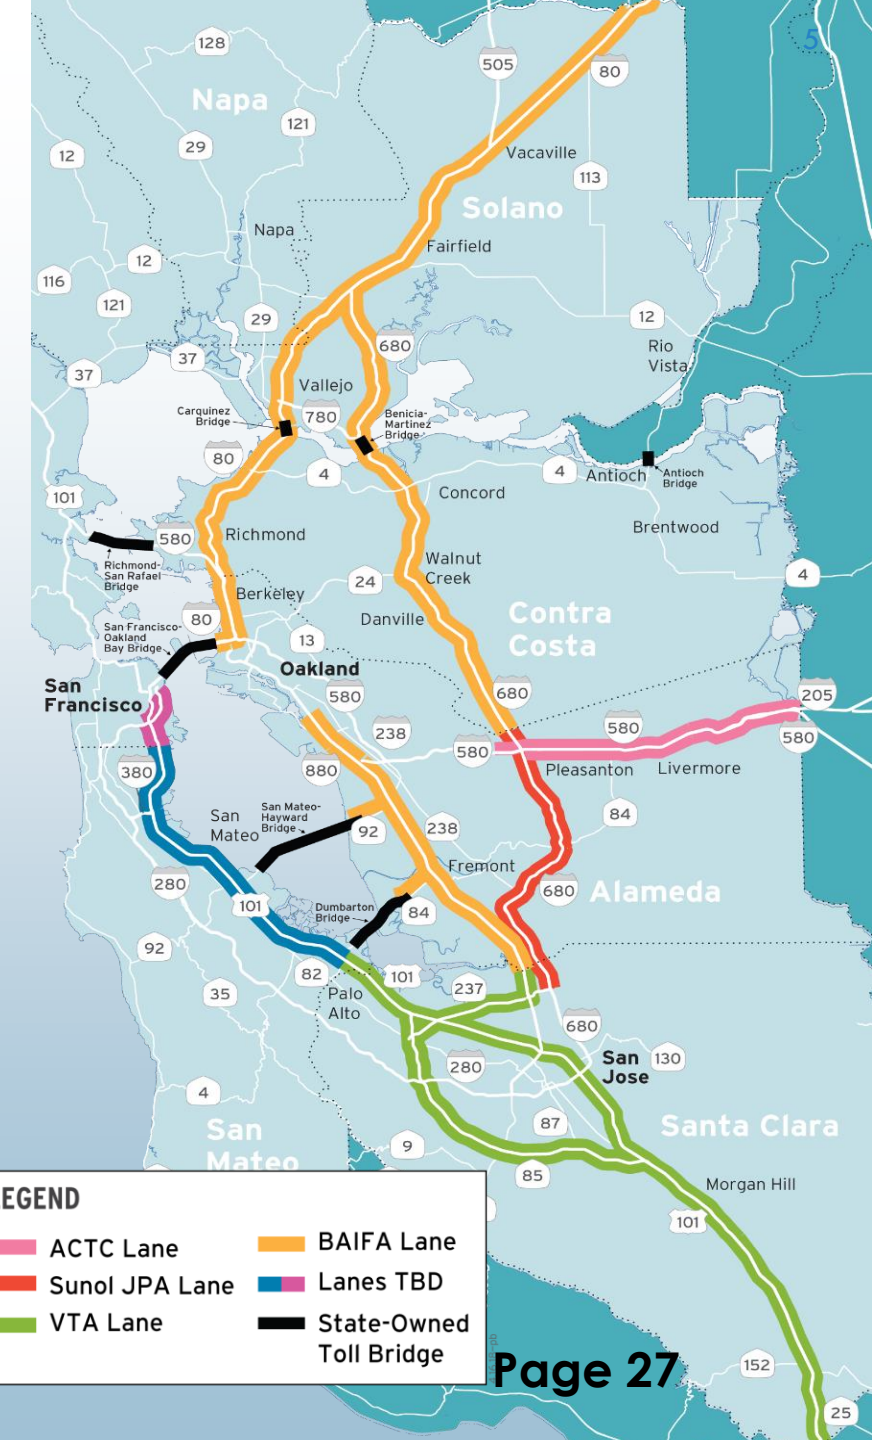 5
128
505
80
Napa
121
29
12
Vacaville
113
Solano
Napa
Fairfield
12
116
121
29
12
680
Rio
Vista
37
37
Vallejo
Carquinez
Bridge
780
Benicia-
Martinez
Bridge
80
4
4
Antioch
Antioch
Bridge
101
Concord
Brentwood
580
Richmond
Richmond-
San Rafael
Bridge
Walnut
Creek
24
4
Berkeley
80
Danville
Contra
Costa
San Francisco-
Oakland
Bay Bridge
13
Oakland
San
Francisco
580
680
205
238
580
580
580
380
880
Pleasanton
Livermore
San
Mateo
San Mateo-
Hayward
Bridge
92
238
84
Fremont
280
680
Alameda
101
Dumbarton
Bridge
84
92
82
101
237
35
Palo
Alto
680
San
Jose
130
280
4
87
Santa Clara
San
Mateo
9
85
Morgan Hill
101
EGEND
ACTC Lane
Sunol JPA Lane
VTA Lane
BAIFA Lane
Lanes TBD
State-Owned
Toll Bridge
Page 27
152
25